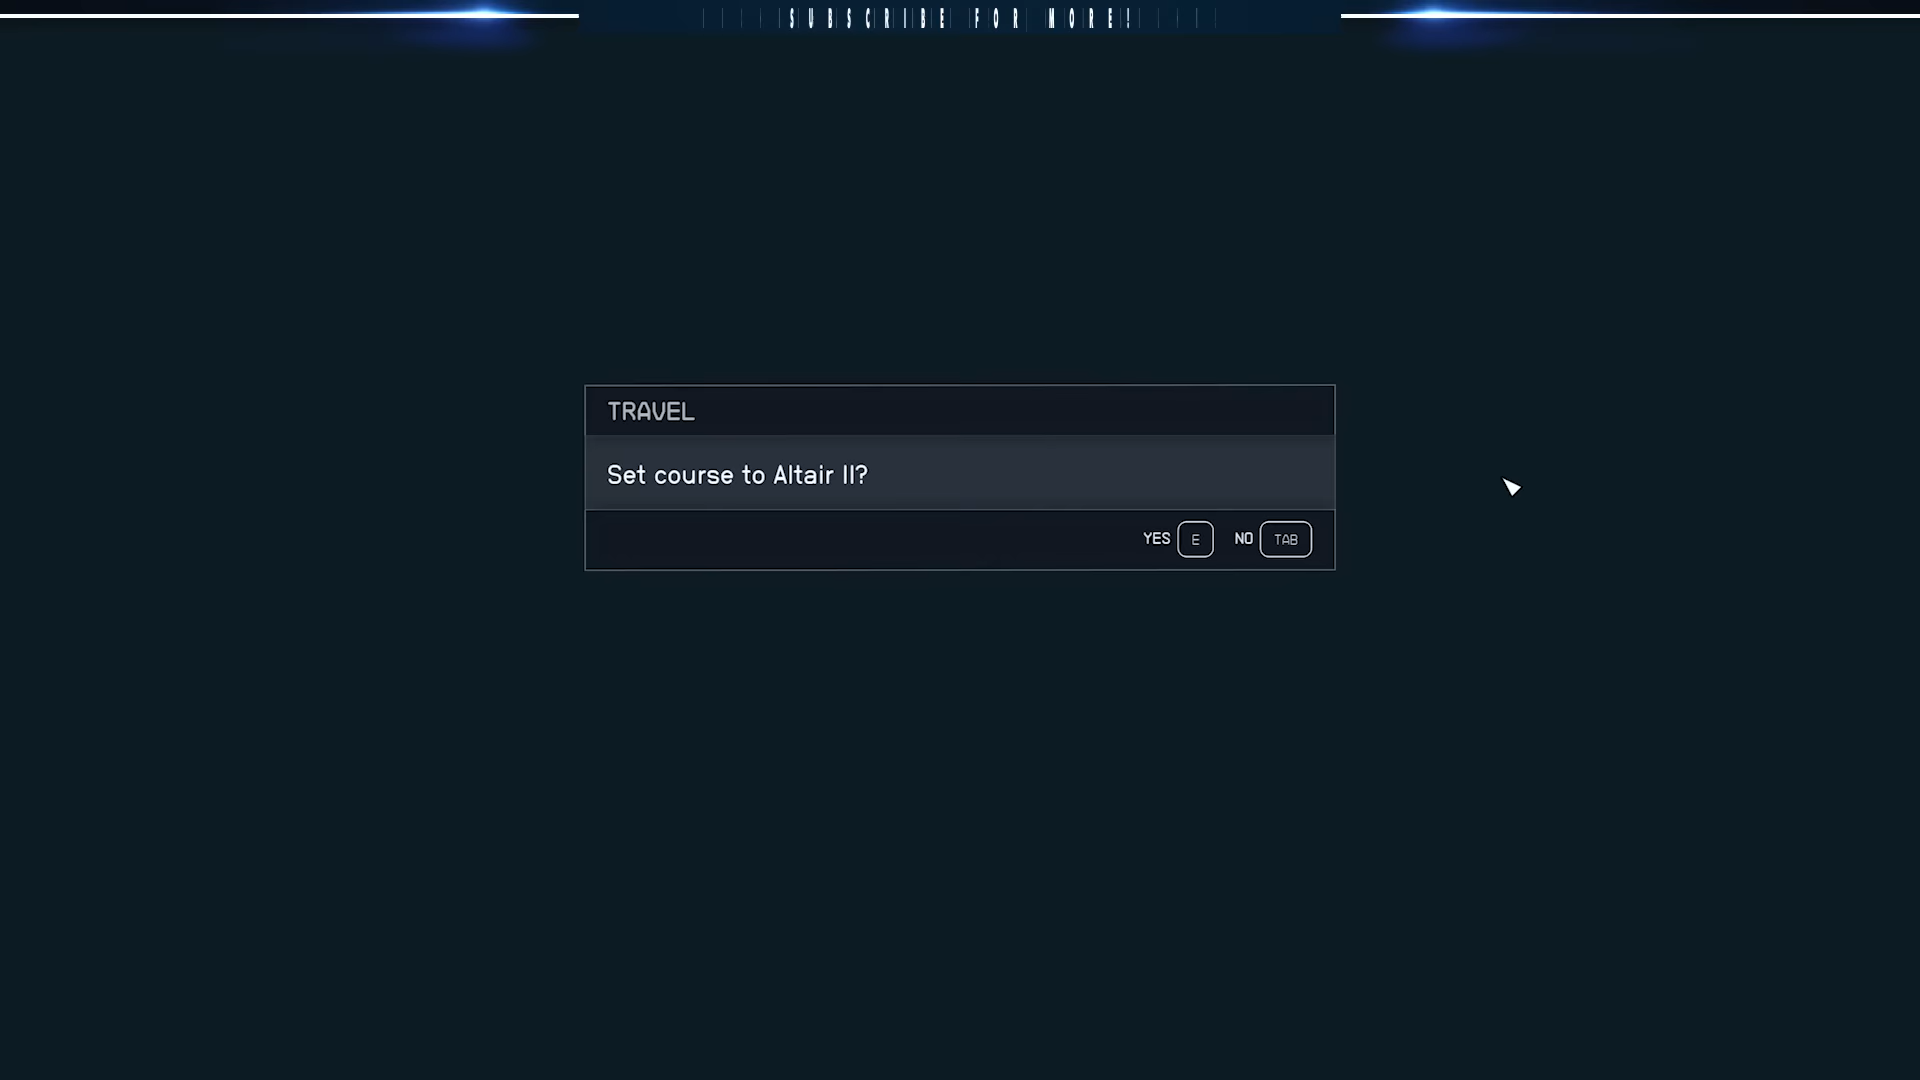 SUBSCRIBE FOR MORE!
TRAVEL
Set course to Altair II?
YES E NO TAB